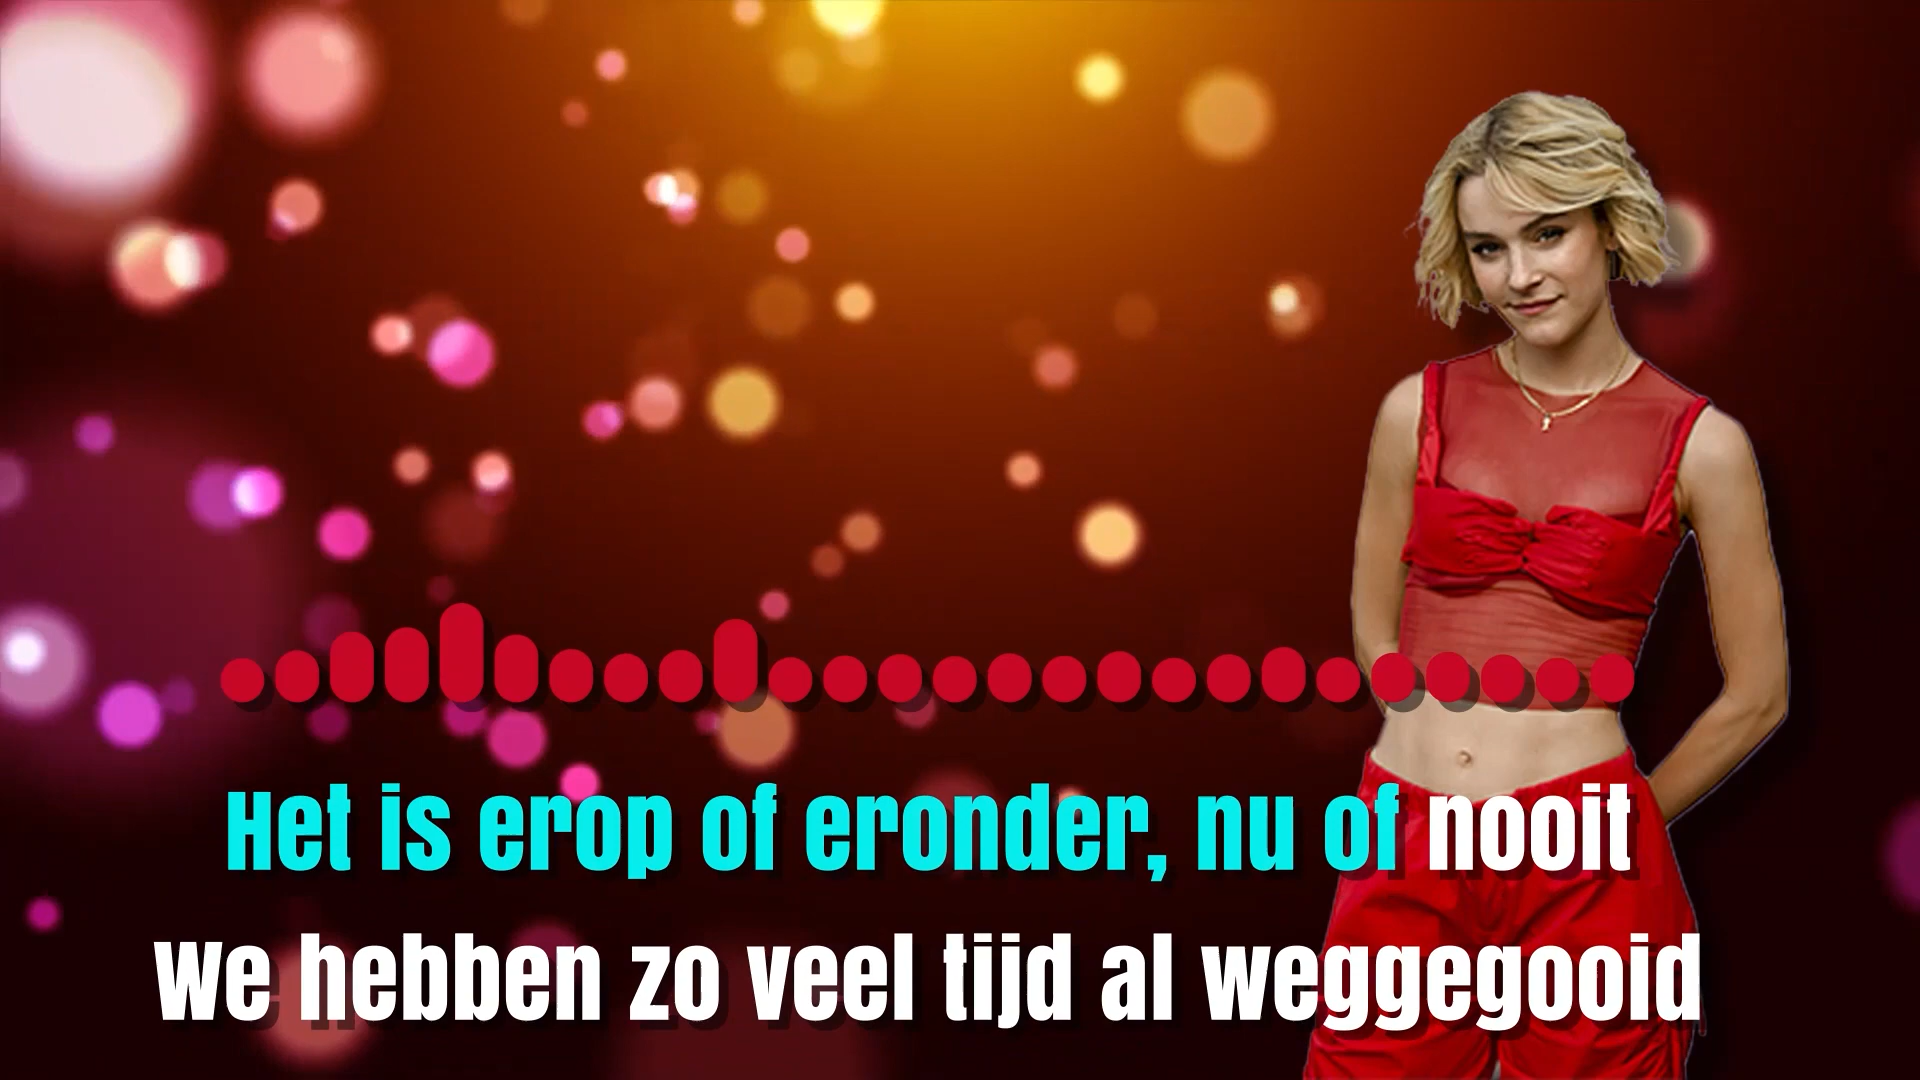 Het is erop of eronder, nu of nooit
We hebben zo veel tijd al weggegooid